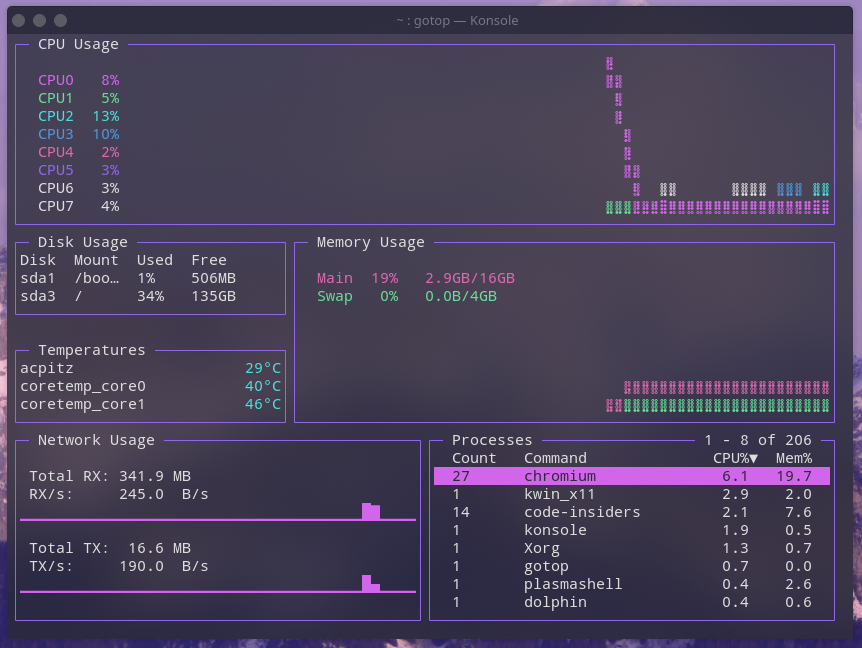 ~ : gotop — Konsole
CPU Usage
CPU0 8%
CPU1 5%
CPU2 13%
CPU3 10%
CPU4 2%
CPU5 3%
CPU6 3%
CPU7 4%
Disk Usage
Disk Mount Used Free
sda1 /boo… 1% 506MB
sda3 / 34% 135GB
Memory Usage
Main 19% 2.9GB/16GB
Swap 0% 0.0B/4GB
Temperatures
acpitz 29°C
coretemp_core0 40°C
coretemp_core1 46°C
Network Usage
Total RX: 341.9 MB
RX/s: 245.0 B/s
Total TX: 16.6 MB
TX/s: 190.0 B/s
Processes 1 - 8 of 206
Count Command CPU%▼ Mem%
27 chromium 6.1 19.7
1 kwin_x11 2.9 2.0
14 code-insiders 2.1 7.6
1 konsole 1.9 0.5
1 Xorg 1.3 0.7
1 gotop 0.7 0.0
1 plasmashell 0.4 2.6
1 dolphin 0.4 0.6